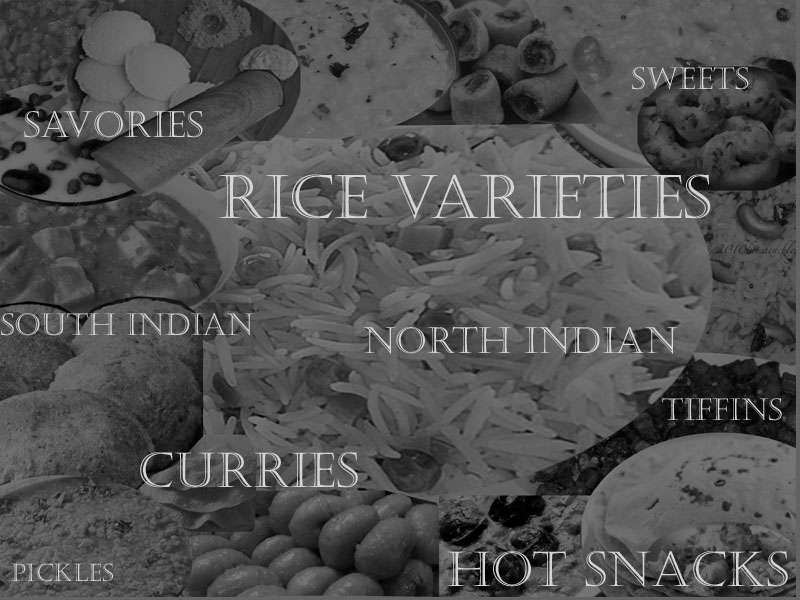 SWEETS
SAVORIES
RICE VARIETIES
SOUTH INDIAN
NORTH INDIAN
TIFFINS
CURRIES
PICKLES
HOT SNACKS